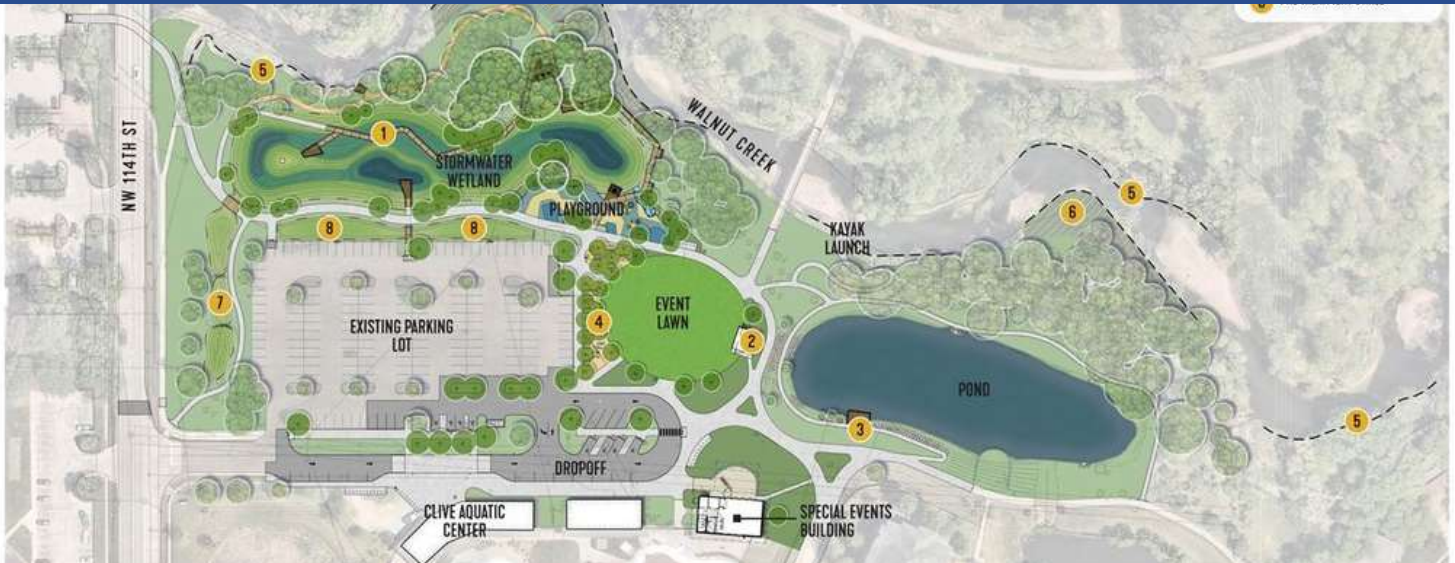 8
5
NW 114TH ST
1
STORMWATER
WETLAND
WALNUT CREEK
PLAYGROUND
5
6
8
8
KAYAK
LAUNCH
7
EXISTING PARKING
LOT
4
EVENT
LAWN
2
POND
3
5
DROPOFF
CLIVE AQUATIC
CENTER
SPECIAL EVENTS
BUILDING